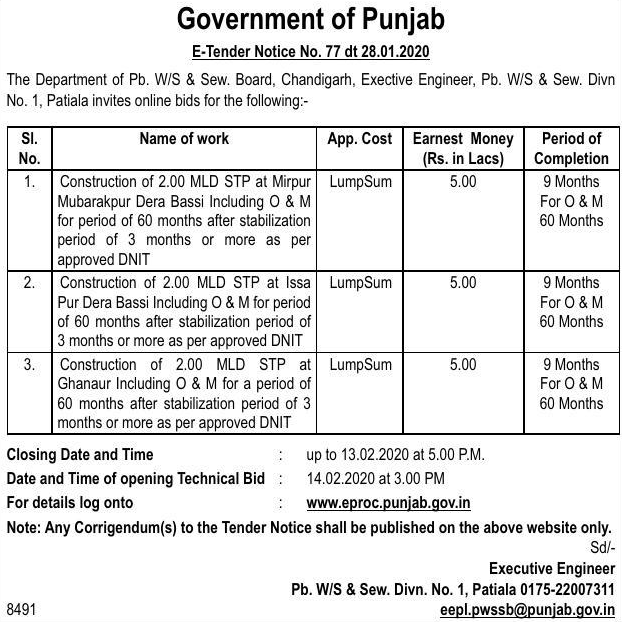 Government of Punjab
E-Tender Notice No. 77 dt 28.01.2020
The Department of Pb. W/S & Sew. Board, Chandigarh, Exective Engineer, Pb. W/S & Sew. Divn
No. 1, Patiala invites online bids for the following:-
Sl. No. Name of work App. Cost Earnest Money (Rs. in Lacs) Period of Completion
1. Construction of 2.00 MLD STP at Mirpur LumpSum 5.00 9 Months
Mubarakpur Dera Bassi Including O & M For O & M
for period of 60 months after stabilization 60 Months
period of 3 months or more as per
approved DNIT
2. Construction of 2.00 MLD STP at Issa LumpSum 5.00 9 Months
Pur Dera Bassi Including O & M for period For O & M
of 60 months after stabilization period of 60 Months
3 months or more as per approved DNIT
3. Construction of 2.00 MLD STP at LumpSum 5.00 9 Months
Ghanaur Including O & M for a period of For O & M
60 months after stabilization period of 3 60 Months
months or more as per approved DNIT
Closing Date and Time : up to 13.02.2020 at 5.00 P.M.
Date and Time of opening Technical Bid : 14.02.2020 at 3.00 PM
For details log onto : www.eproc.punjab.gov.in
Note: Any Corrigendum(s) to the Tender Notice shall be published on the above website only.
Sd/-
Executive Engineer
Pb. W/S & Sew. Divn. No. 1, Patiala 0175-22007311
8491 eepl.pwssb@punjab.gov.in